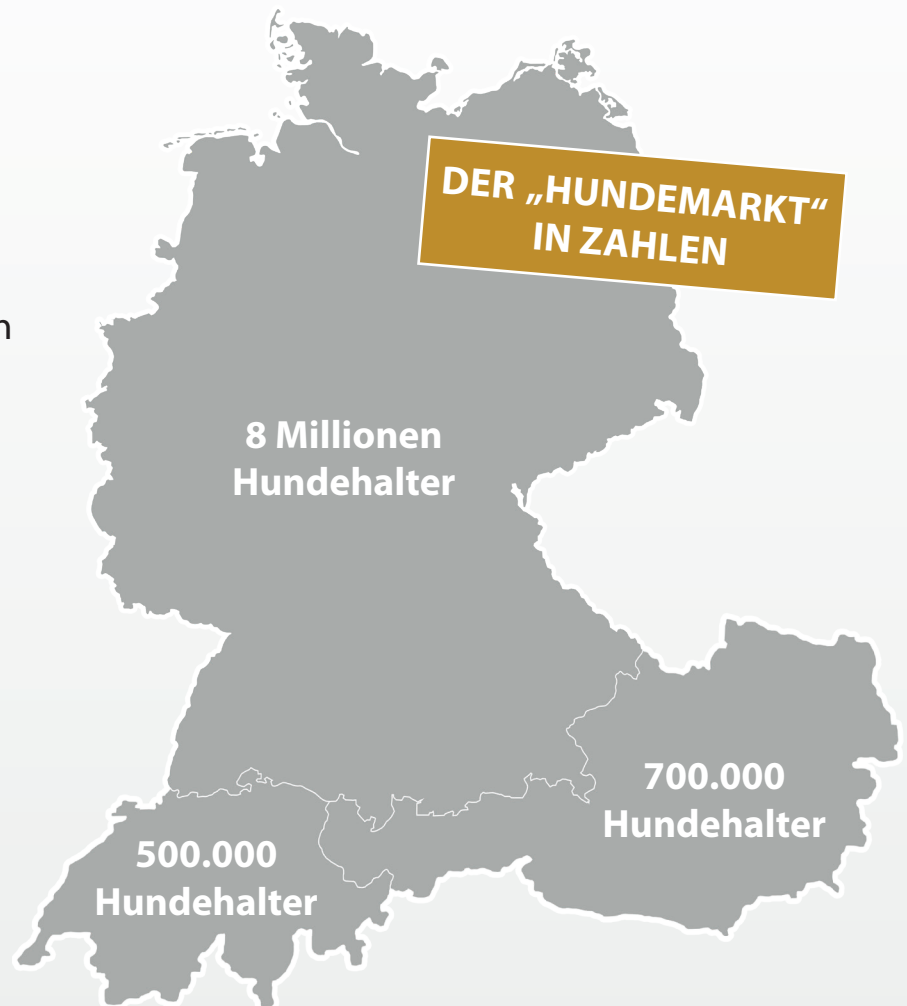 DER „HUNDEMARKT“
IN ZAHLEN
n
8 Millionen
Hundehalter
700.000
Hundehalter
500.000
Hundehalter